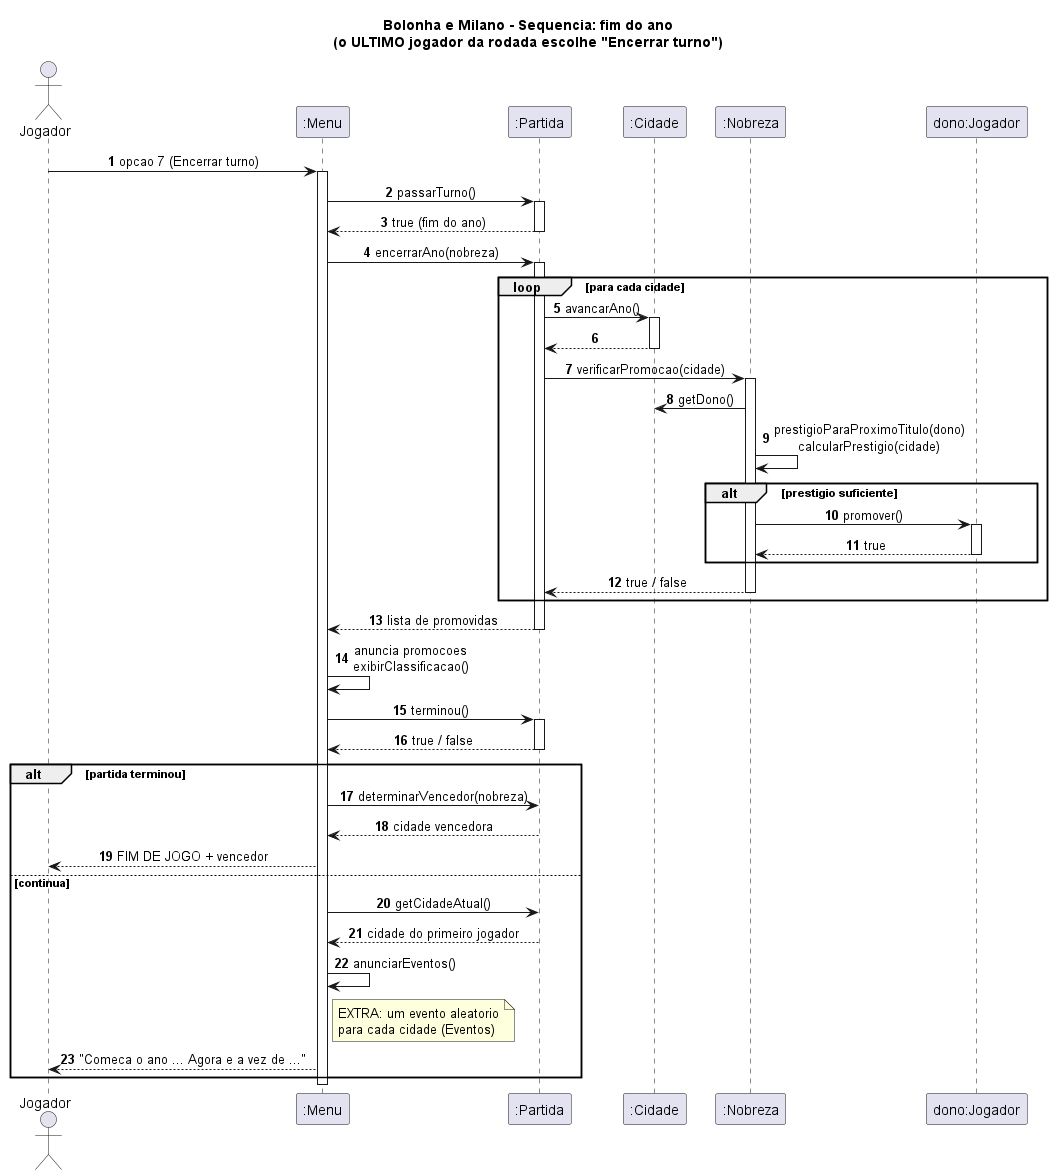 Bolonha e Milano - Sequencia: fim do ano
(o ULTIMO jogador da rodada escolhe "Encerrar turno")
Jogador
:Menu
:Partida
:Cidade
:Nobreza
dono:Jogador
1 opcao 7 (Encerrar turno)
2 passarTurno()
3 true (fim do ano)
4 encerrarAno(nobreza)
loop [para cada cidade]
5 avancarAno()
6
7 verificarPromocao(cidade)
8 getDono()
9 prestigioParaProximoTitulo(dono)
calcularPrestigio(cidade)
alt [prestigio suficiente]
10 promover()
11 true
12 true / false
13 lista de promovidas
14 anuncia promocoes
exibirClassificacao()
15 terminou()
16 true / false
alt [partida terminou]
17 determinarVencedor(nobreza)
18 cidade vencedora
19 FIM DE JOGO + vencedor
[continua]
20 getCidadeAtual()
21 cidade do primeiro jogador
22 anunciarEventos()
EXTRA: um evento aleatorio
para cada cidade (Eventos)
23 "Comeca o ano ... Agora e a vez de ..."
Jogador
:Menu
:Partida
:Cidade
:Nobreza
dono:Jogador